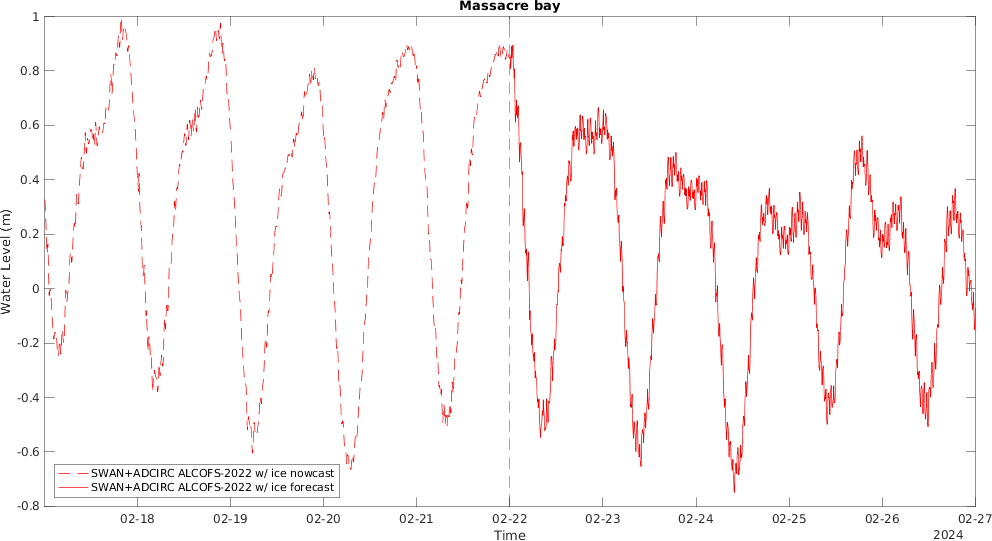 Massacre bay
Water Level (m)
1
0.8
0.6
0.4
0.2
0
-0.2
-0.4
-0.6
-0.8
SWAN+ADCIRC ALCOFS-2022 w/ ice nowcast
SWAN+ADCIRC ALCOFS-2022 w/ ice forecast
02-18 02-19 02-20 02-21 02-22 02-23 02-24 02-25 02-26 02-27
Time
2024